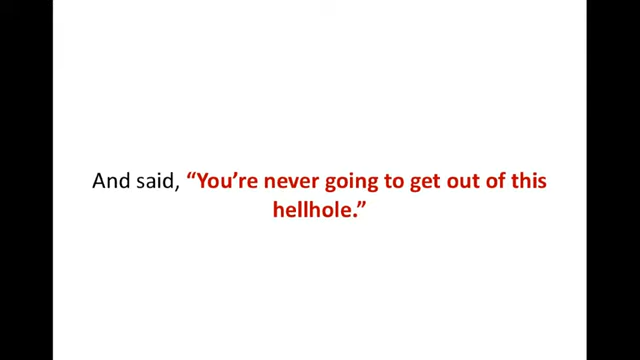 And said, “You’re never going to get out of this
hellhole.”